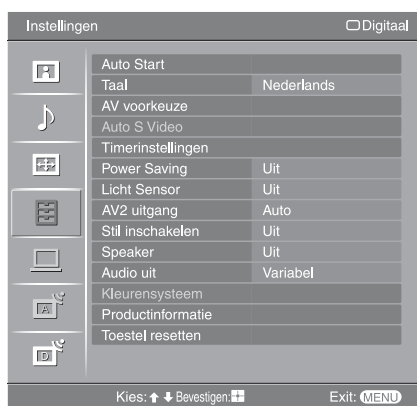 Instellingen Digitaal
Auto Start
Taal Nederlands
AV voorkeuze
Auto S Video
Timerinstellingen
Power Saving Uit
Licht Sensor Uit
AV2 uitgang Auto
Stil inschakelen Uit
Speaker Uit
Audio uit Variabel
Kleurensysteem
A
Productinformatie
Toestel resetten
D
Kies: Bevestigen: Exit: MENU